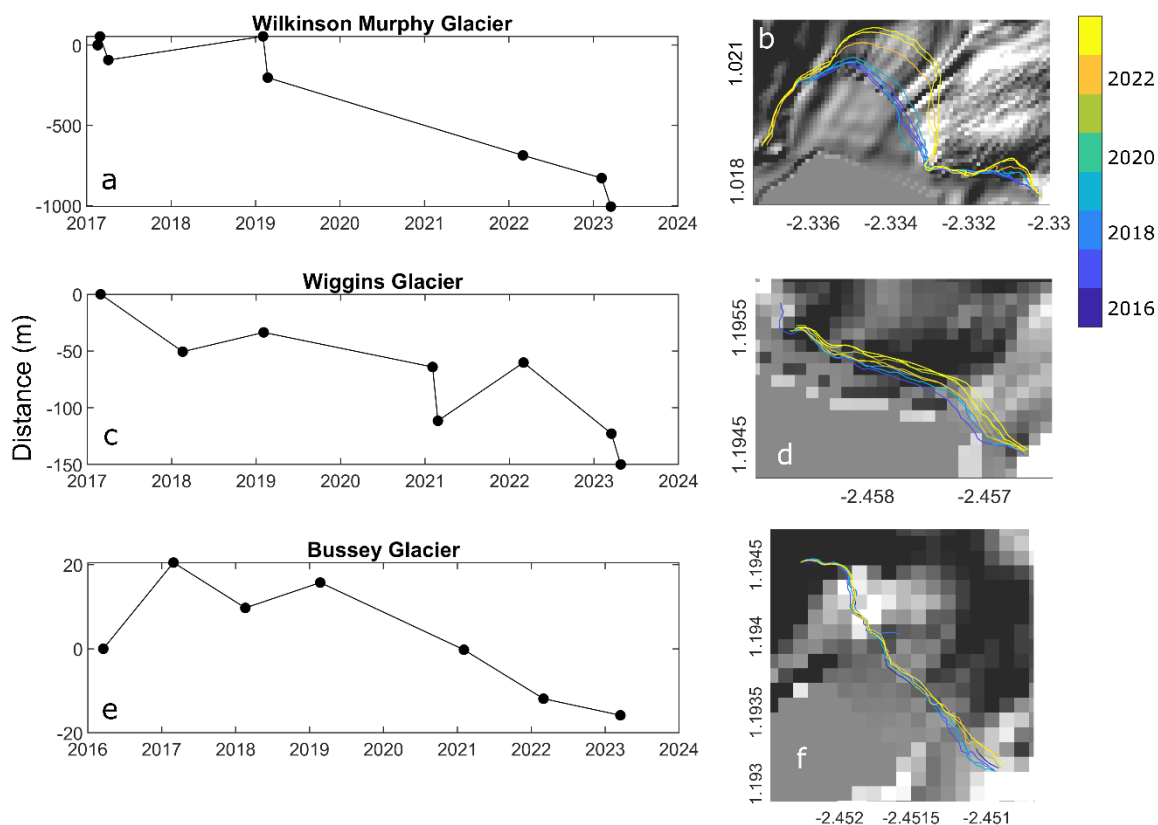 Wilkinson Murphy Glacier
0
-500
-1000
a
2017 2018 2019 2020 2021 2022 2023 2024
b
1.021
1.018
-2.336 -2.334 -2.332 -2.33
2022
2020
2018
2016
Distance (m)
Wiggins Glacier
0
-50
-100
-150
c
2017 2018 2019 2020 2021 2022 2023 2024
1.1955
1.1945
d
-2.458 -2.457
Bussey Glacier
20
0
-20
e
2016 2017 2018 2019 2020 2021 2022 2023 2024
1.1945
1.194
1.1935
1.193
f
-2.452 -2.4515 -2.451